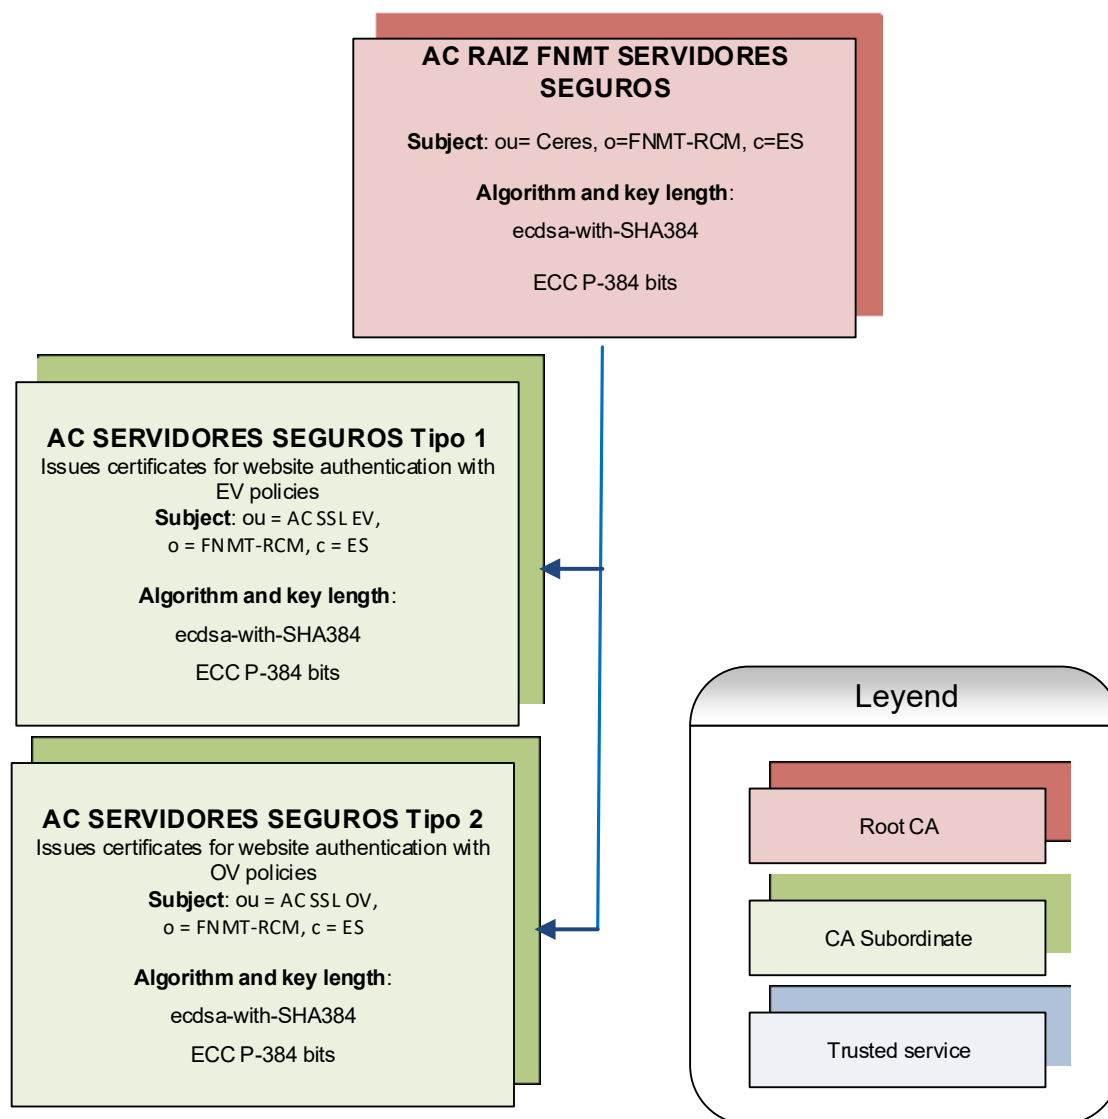 AC RAIZ FNMT SERVIDORES
SEGUROS
Subject: ou= Ceres, o=FNMT-RCM, c=ES
Algorithm and key length:
ecdsa-with-SHA384
ECC P-384 bits
AC SERVIDORES SEGUROS Tipo 1
Issues certificates for website authentication with
EV policies
Subject: ou = AC SSL EV,
o = FNMT-RCM, c = ES
Algorithm and key length:
ecdsa-with-SHA384
ECC P-384 bits
AC SERVIDORES SEGUROS Tipo 2
Issues certificates for website authentication with
OV policies
Subject: ou = AC SSL OV,
o = FNMT-RCM, c = ES
Algorithm and key length:
ecdsa-with-SHA384
ECC P-384 bits
Leyend
Root CA
CA Subordinate
Trusted service